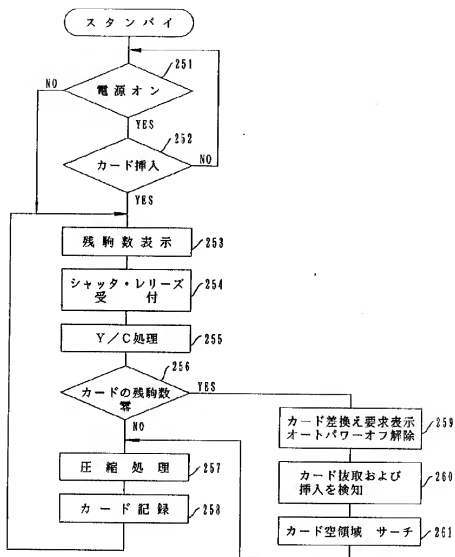 スタンバイ
251
電源オン
NO
YES
252
カード挿入
NO
YES
残駒数表示
253
シャッタ・レリーズ
受付
254
Y/C処理
255
256
カードの残駒数
零
YES
NO
カード差換え要求表示
オートパワーオフ解除
259
圧縮処理
257
カード抜取および
挿入を検知
260
カード記録
258
カード空領域 サーチ
261